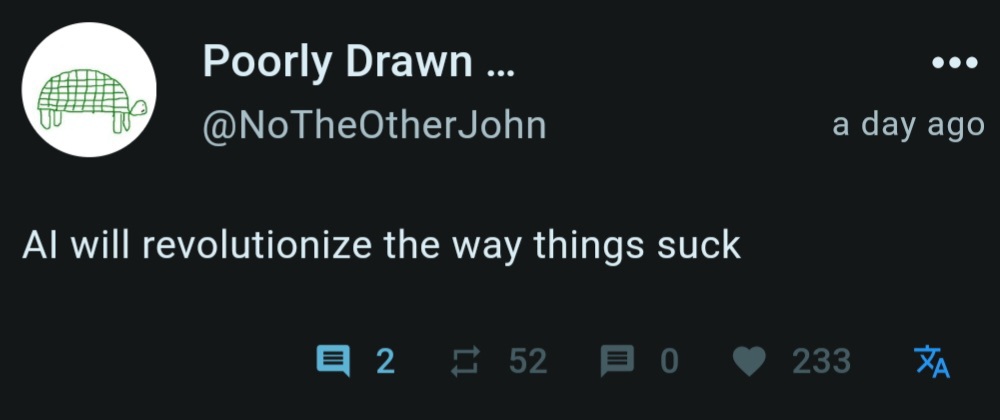 Poorly Drawn ...
@NoTheOtherJohn
a day ago
AI will revolutionize the way things suck
2 52 0 233